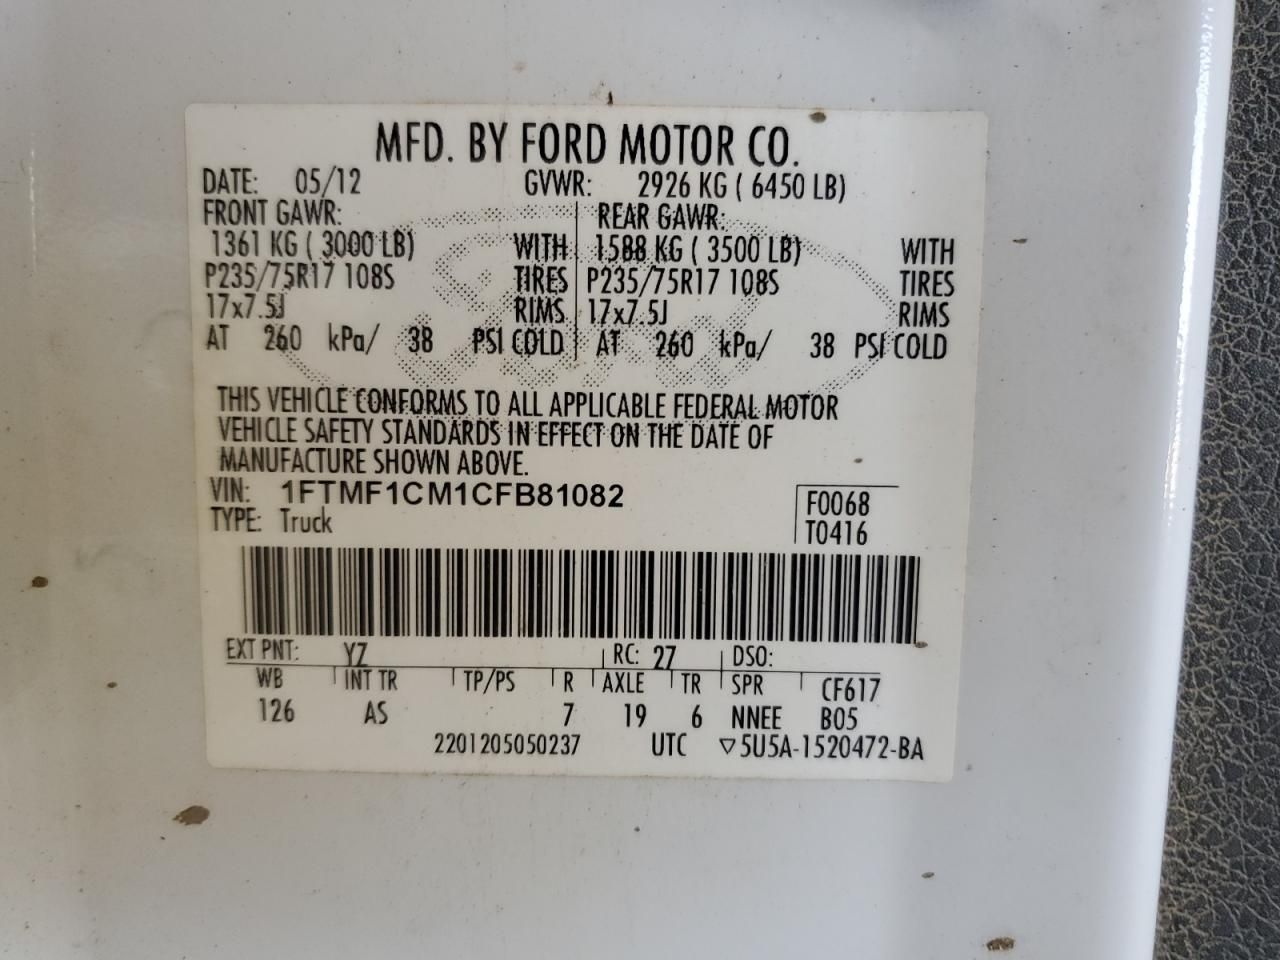 MFD. BY FORD MOTOR CO.
DATE: 05/12 GVWR: 2926 KG ( 6450 LB)
FRONT GAWR: REAR GAWR:
1361 KG ( 3000 LB) WITH 1588 KG ( 3500 LB) WITH
P235/75R17 108S TIRES P235/75R17 108S TIRES
17x7.5J RIMS 17x7.5J RIMS
AT 260 kPa/ 38 PSI COLD AT 260 kPa/ 38 PSI COLD
THIS VEHICLE CONFORMS TO ALL APPLICABLE FEDERAL MOTOR
VEHICLE SAFETY STANDARDS IN EFFECT ON THE DATE OF
MANUFACTURE SHOWN ABOVE.
VIN: 1FTMF1CM1CFB81082 F0068
TYPE: Truck T0416
EXT PNT: YZ RC: 27 DSO:
WB INT TR TP/PS R AXLE TR SPR CF617
126 AS 7 19 6 NNEE B05
2201205050237 UTC ▽5U5A-1520472-BA